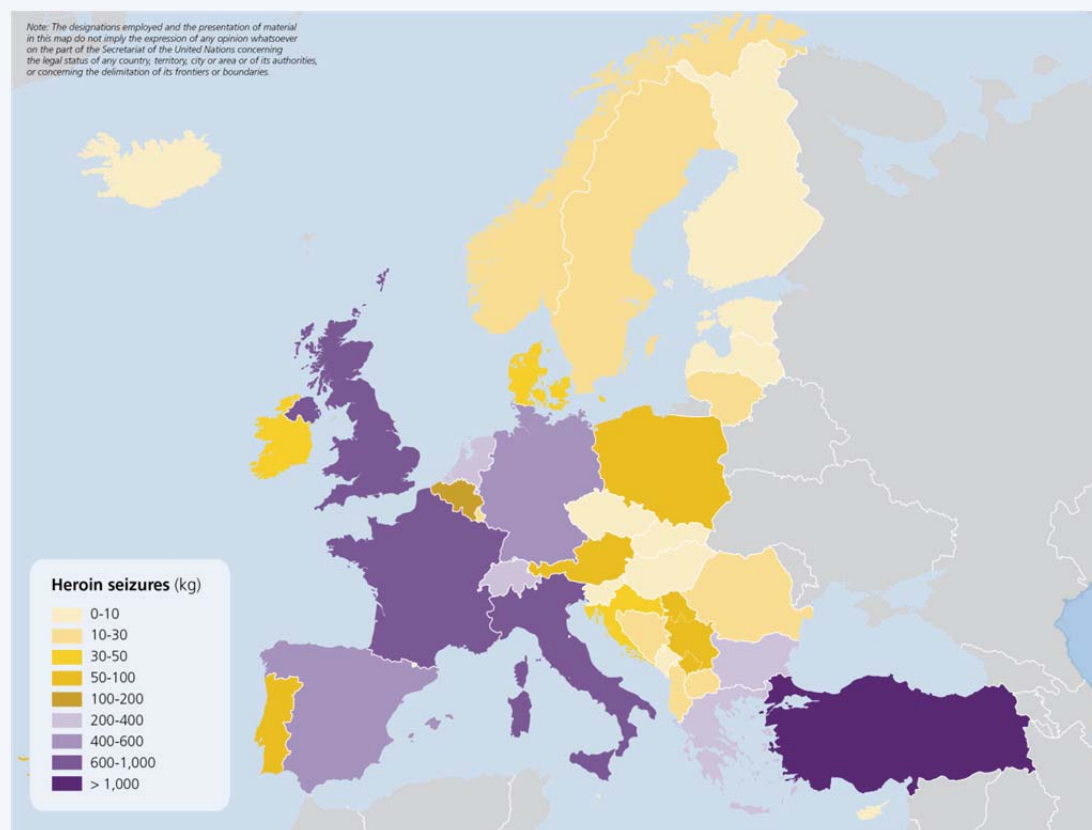 Note: The designations employed and the presentation of material
in this map do not imply the expression of any opinion whatsoever
on the part of the Secretariat of the United Nations concerning
the legal status of any country, territory, city or area or of its authorities,
or concerning the delimitation of its frontiers or boundaries.
Heroin seizures (kg)
0-10
10-30
30-50
50-100
100-200
200-400
400-600
600-1,000
> 1,000